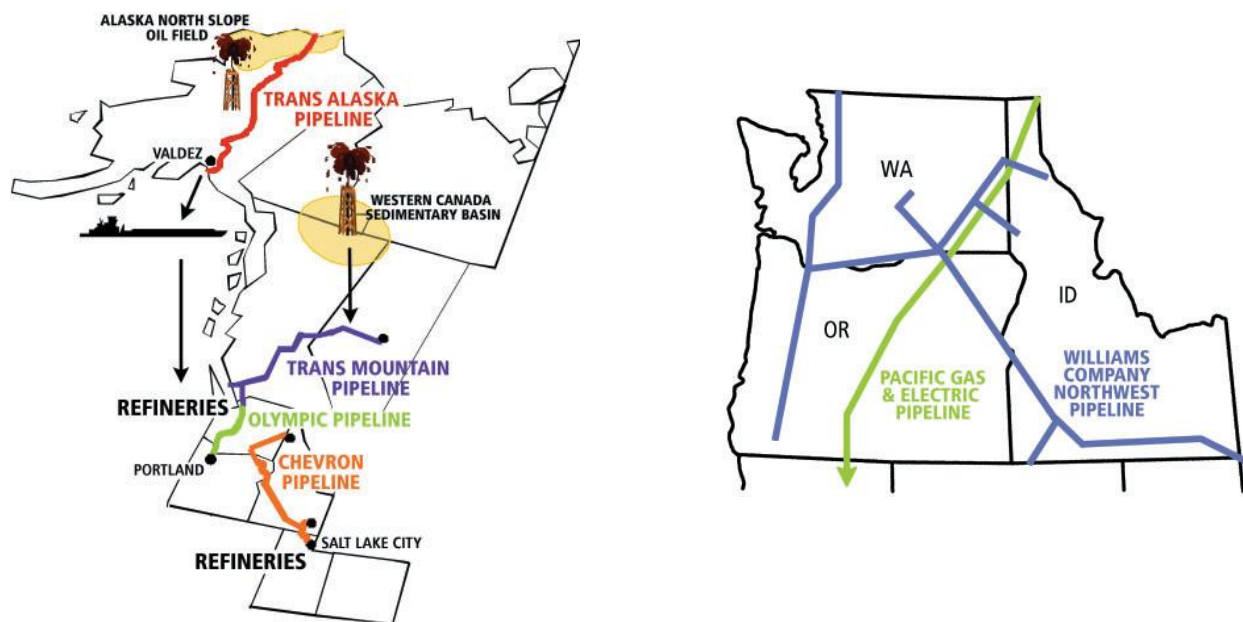 ALASKA NORTH SLOPE
OIL FIELD
TRANS ALASKA
PIPELINE
VALDEZ
WESTERN CANADA
SEDIMENTARY BASIN
TRANS MOUNTAIN
PIPELINE
REFINERIES
OLYMPIC PIPELINE
PORTLAND
CHEVRON
PIPELINE
SALT LAKE CITY
REFINERIES
WA
OR
ID
PACIFIC GAS
& ELECTRIC
PIPELINE
WILLIAMS
COMPANY
NORTHWEST
PIPELINE